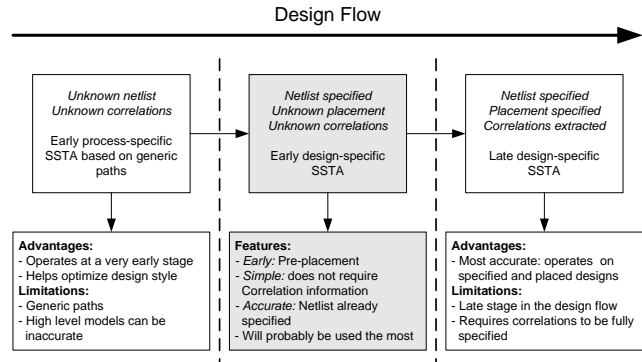 Design Flow
Unknown netlist
Unknown correlations
Early process-specific
SSTA based on generic
paths
Netlist specified
Unknown placement
Unknown correlations
Early design-specific
SSTA
Netlist specified
Placement specified
Correlations extracted
Late design-specific
SSTA
Advantages:
- Operates at a very early stage
- Helps optimize design style
Limitations:
- Generic paths
- High level models can be
inaccurate
Features:
- Early: Pre-placement
- Simple: does not require
Correlation information
- Accurate: Netlist already
specified
- Will probably be used the most
Advantages:
- Most accurate: operates on
specified and placed designs
Limitations:
- Late stage in the design flow
- Requires correlations to be fully
specified